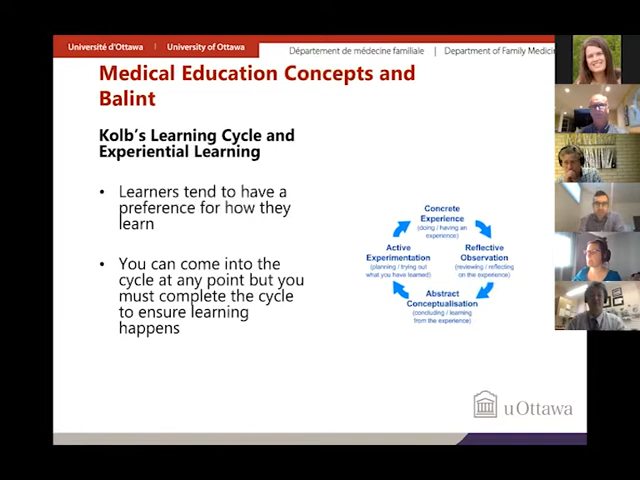 Université d'Ottawa | University of Ottawa
Département de médecine familiale | Department of Family Medicin
Medical Education Concepts and
Balint
Kolb's Learning Cycle and
Experiential Learning
• Learners tend to have a
preference for how they
learn
• You can come into the
cycle at any point but you
must complete the cycle
to ensure learning
happens
Concrete
Experience
(doing / having an
experience)
Reflective
Observation
(reviewing / reflecting
on the experience)
Abstract
Conceptualisation
(concluding / learning
from the experience)
Active
Experimentation
(planning / trying out
what you have learned)
uOttawa